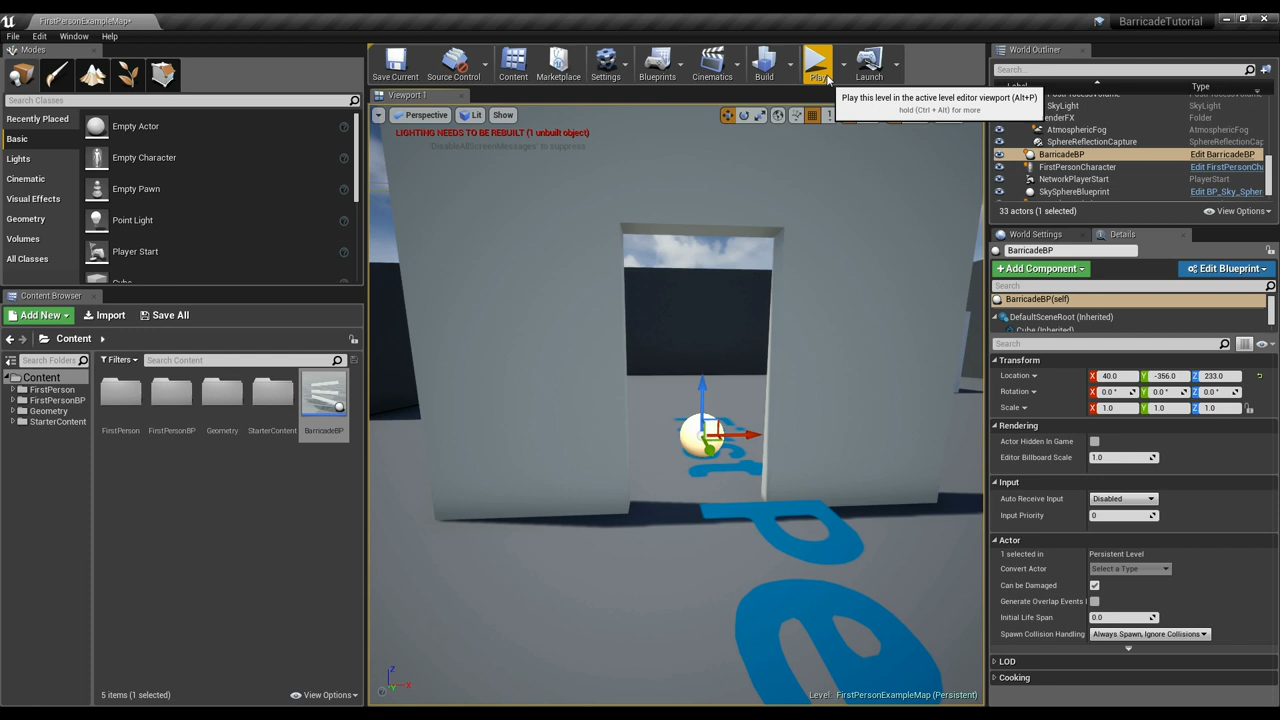 FirstPersonExampleMap*
BarricadeTutorial
File Edit Window Help
Modes
Search Classes
Recently Placed
Basic
Lights
Cinematic
Visual Effects
Geometry
Volumes
All Classes
Empty Actor
Empty Character
Empty Pawn
Point Light
Player Start
Content Browser
Add New
Import
Save All
Content
Search Folders
Filters
Search Content
Content
FirstPerson
FirstPersonBP
Geometry
StarterContent
FirstPerson
FirstPersonBP
Geometry
StarterContent
BarricadeBP
5 items (1 selected)
View Options
Save Current
Source Control
Content
Marketplace
Settings
Blueprints
Cinematics
Build
Play
Launch
Viewport 1
Perspective
Lit
Show
LIGHTING NEEDS TO BE REBUILT (1 unbuilt object)
'DisableAllScreenMessages' to suppress
Play this level in the active level editor viewport (Alt+P)
hold (Ctrl + Alt) for more
Level: FirstPersonExampleMap (Persistent)
World Outliner
Search...
Label
Type
SkyLight SkyLight
RenderFX Folder
AtmosphericFog AtmosphericFog
SphereReflectionCapture SphereReflectionCap
BarricadeBP Edit BarricadeBP
FirstPersonCharacter Edit FirstPersonCha
NetworkPlayerStart PlayerStart
SkySphereBlueprint Edit BP_Sky_Spher
33 actors (1 selected)
View Options
World Settings
Details
BarricadeBP
Add Component
Edit Blueprint
Search
BarricadeBP(self)
DefaultSceneRoot (Inherited)
Cube (Inherited)
Search
Transform
Location X 40.0 Y -356.0 Z 233.0
Rotation X 0.0 ° Y 0.0 ° Z 0.0 °
Scale X 1.0 Y 1.0 Z 1.0
Rendering
Actor Hidden In Game
Editor Billboard Scale 1.0
Input
Auto Receive Input Disabled
Input Priority 0
Actor
1 selected in Persistent Level
Convert Actor Select a Type
Can be Damaged
Generate Overlap Events
Initial Life Span 0.0
Spawn Collision Handling Always Spawn, Ignore Collisions
LOD
Cooking